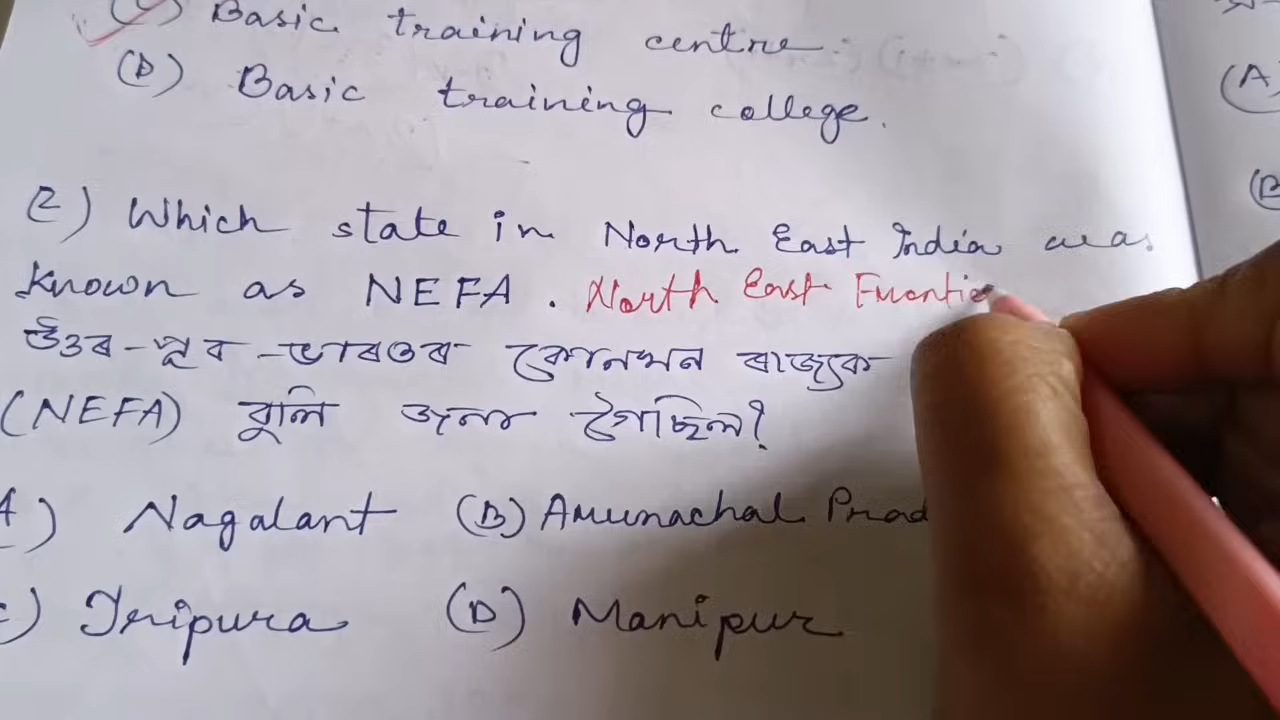 (C) Basic training centre.
(D) Basic training college.
(2) Which state in North East India was
known as NEFA. North East Frontie
উত্তৰ-পূব-ভাৰতৰ কোনখন ৰাজ্যক
(NEFA) বুলি জনা গৈছিল?
A) Nagalant (B) Arunachal Prad
C) Tripura (D) Manipur
(A)
(B